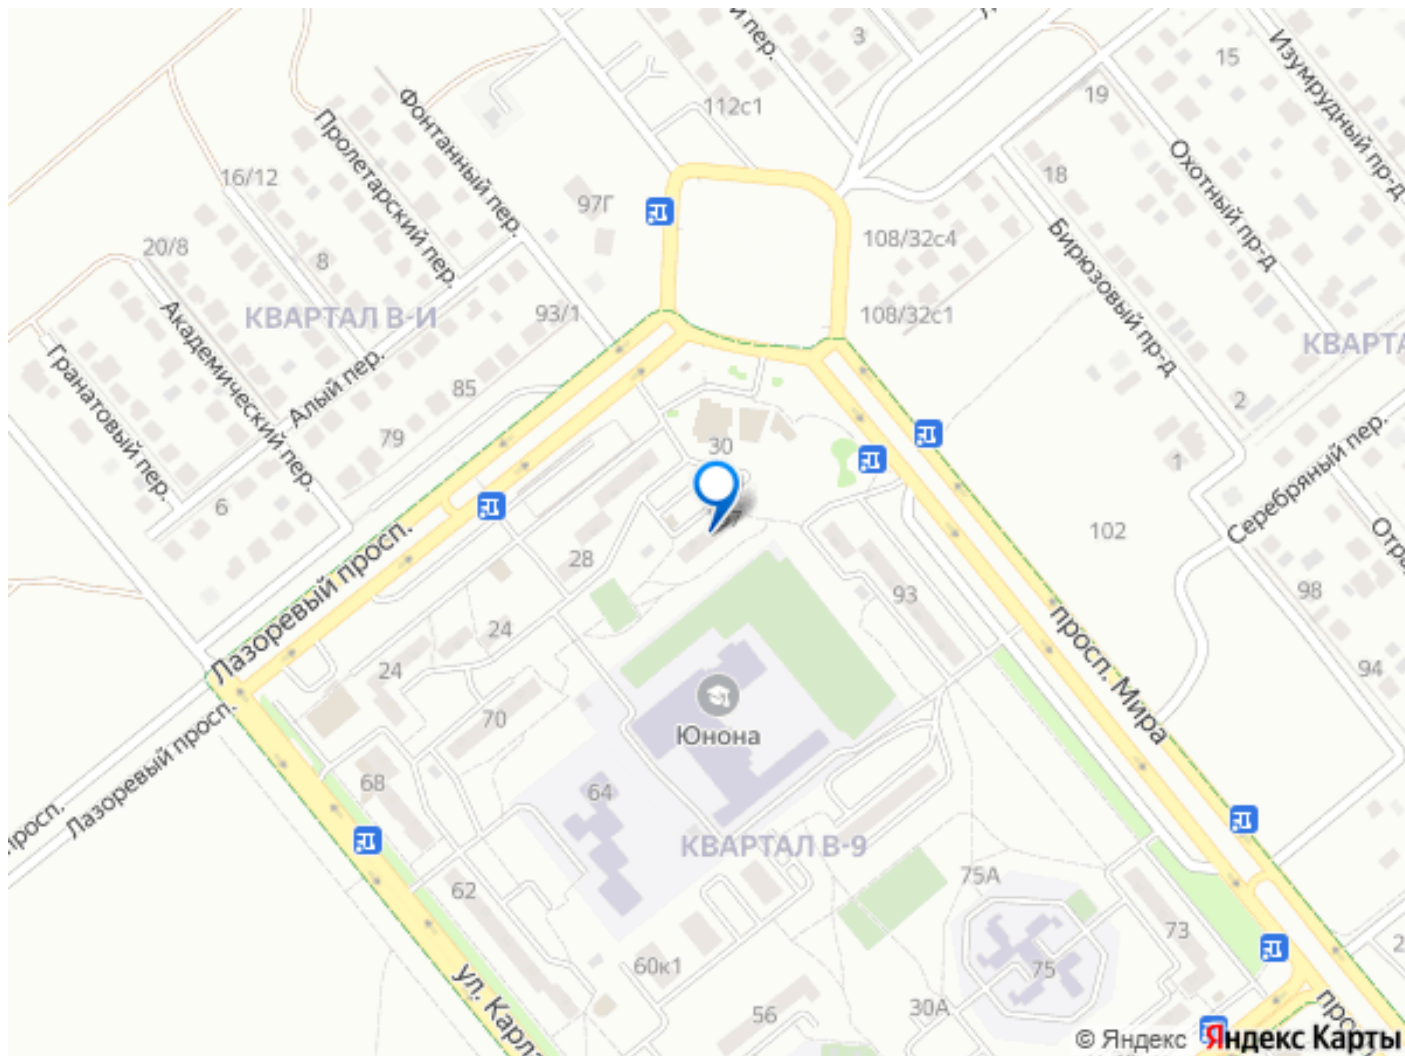 й пер.
3
15
Изумрудный пр-д
112с1
19
Фонтанный пер.
Пролетарский пер.
Охотный пр-д
16/12
18
97Г
20/8
8
108/32с4
Бирюзовый пр-д
КВАРТАЛ В-И
93/1
108/32с1
Академический пер.
КВАРТА
Гранатовый пер.
Алый пер.
85
2
79
30
1
Серебряный пер.
6
102
Лазоревый просп.
28
93
98
24
24
просп. Мира
94
70
Юнона
Лазоревый просп.
68
64
просп.
КВАРТАЛ В-9
62
75А
73
60к1
75
2
30А
56
ул. Карла
© Яндекс
Яндекс Карты